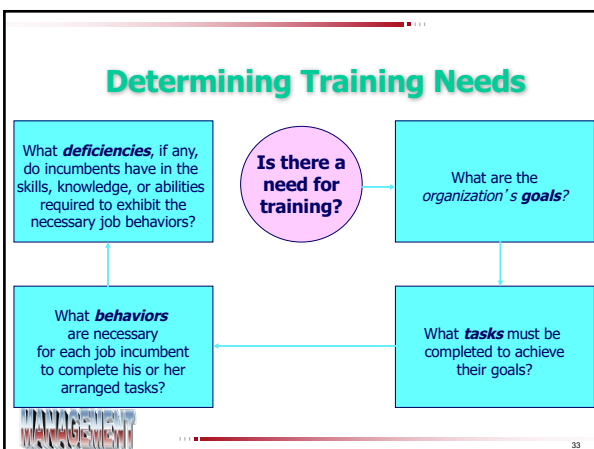 Determining Training Needs
What deficiencies, if any,
do incumbents have in the
skills, knowledge, or abilities
required to exhibit the
necessary job behaviors?
Is there a
need for
training?
What are the
organization's goals?
What behaviors
are necessary
for each job incumbent
to complete his or her
arranged tasks?
What tasks must be
completed to achieve
their goals?
MANAGEMENT
33